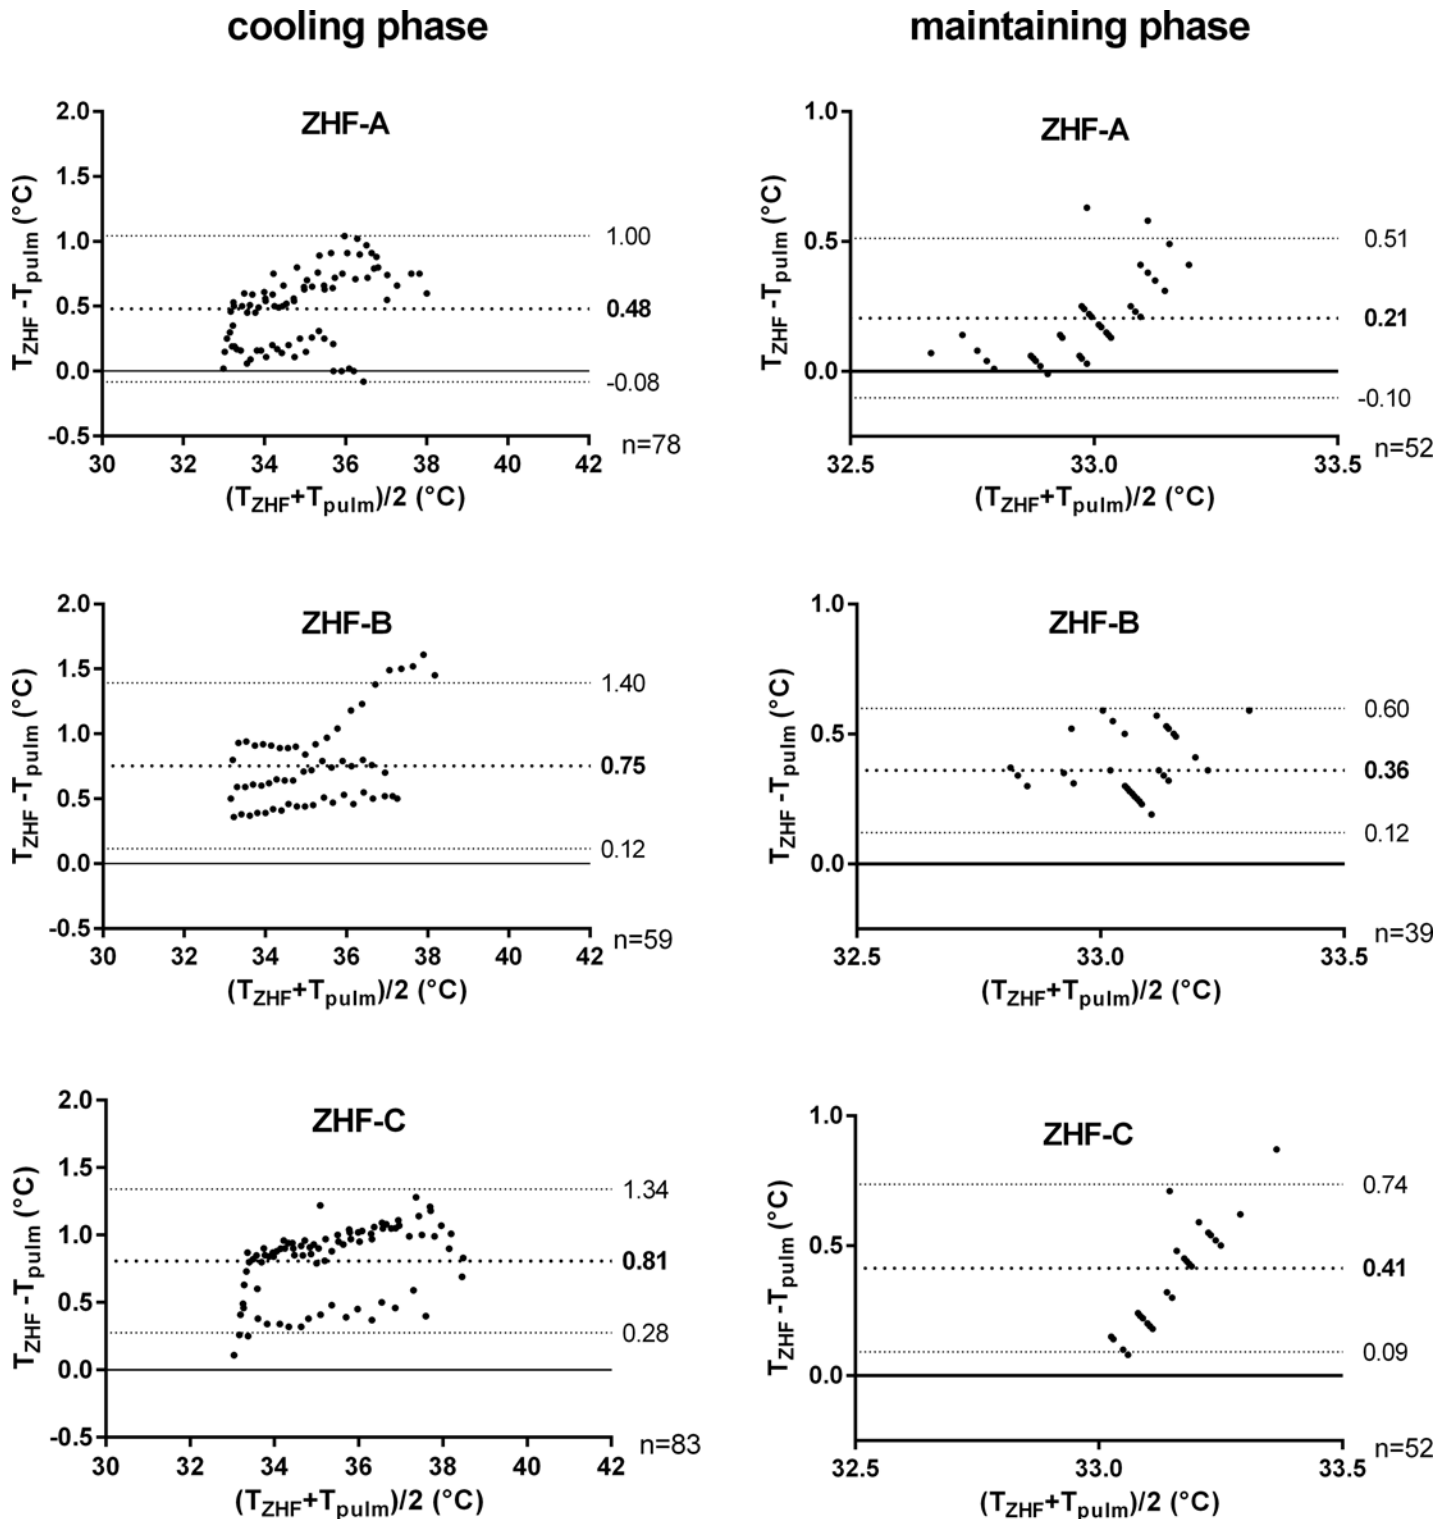 cooling phase
maintaining phase
ZHF-A
2.0
1.5
1.0
0.5
0.0
-0.5
T_ZHF -T_pulm (°C)
1.00
0.48
-0.08
n=78
30 32 34 36 38 40 42
(T_ZHF+T_pulm)/2 (°C)
ZHF-A
1.0
0.5
0.0
T_ZHF -T_pulm (°C)
0.51
0.21
-0.10
n=52
32.5 33.0 33.5
(T_ZHF+T_pulm)/2 (°C)
ZHF-B
2.0
1.5
1.0
0.5
0.0
-0.5
T_ZHF -T_pulm (°C)
1.40
0.75
0.12
n=59
30 32 34 36 38 40 42
(T_ZHF+T_pulm)/2 (°C)
ZHF-B
1.0
0.5
0.0
T_ZHF -T_pulm (°C)
0.60
0.36
0.12
n=39
32.5 33.0 33.5
(T_ZHF+T_pulm)/2 (°C)
ZHF-C
2.0
1.5
1.0
0.5
0.0
-0.5
T_ZHF -T_pulm (°C)
1.34
0.81
0.28
n=83
30 32 34 36 38 40 42
(T_ZHF+T_pulm)/2 (°C)
ZHF-C
1.0
0.5
0.0
T_ZHF -T_pulm (°C)
0.74
0.41
0.09
n=52
32.5 33.0 33.5
(T_ZHF+T_pulm)/2 (°C)